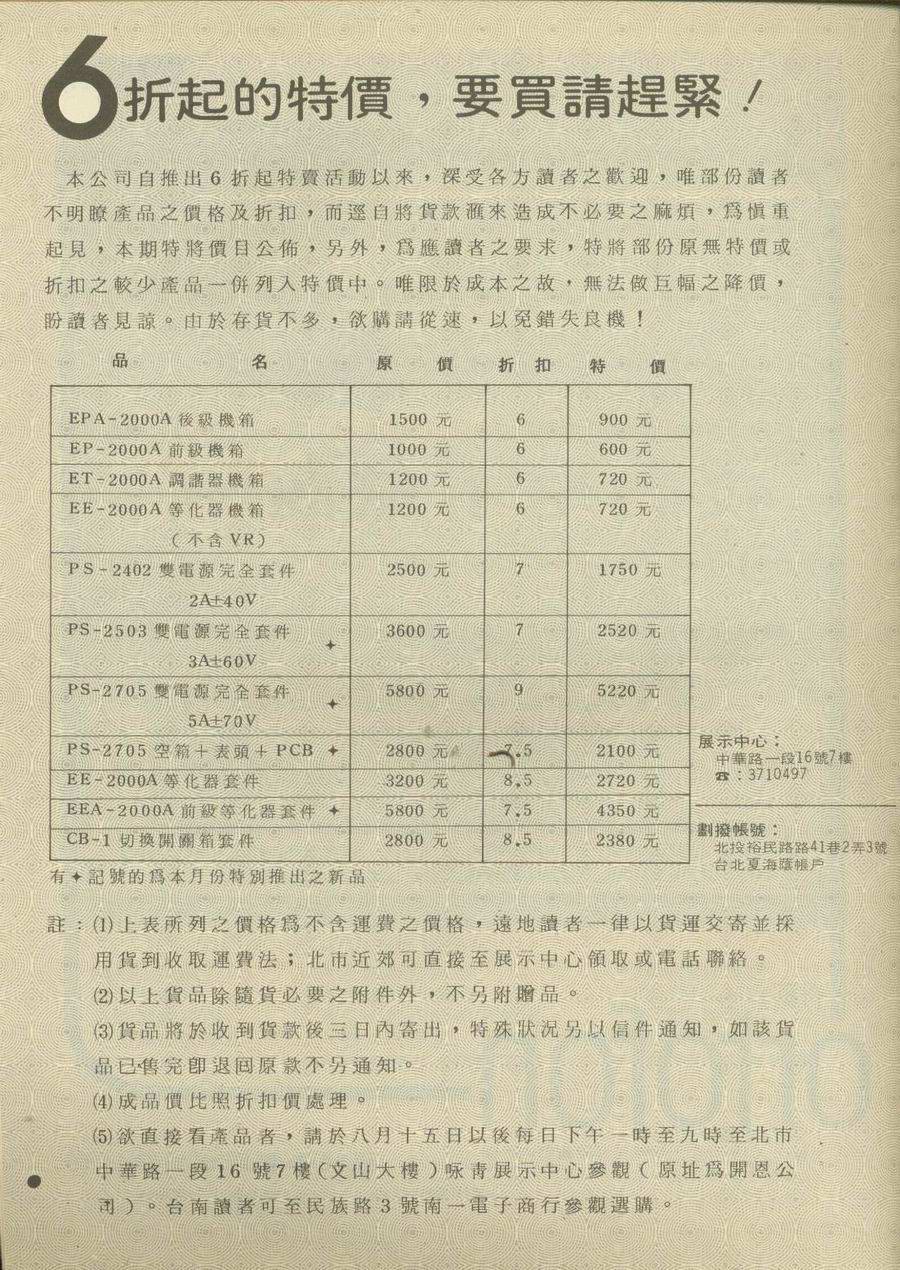 6折起的特價，要買請趕緊！
本公司自推出6折起特賣活動以來，深受各方讀者之歡迎，唯部份讀者
不明瞭產品之價格及折扣，而逕自將貨款滙來造成不必要之麻煩，爲愼重
起見，本期特將價目公佈，另外，爲應讀者之要求，特將部份原無特價或
折扣之較少產品一併列入特價中。唯限於成本之故，無法做巨幅之降價，
盼讀者見諒。由於存貨不多，欲購請從速，以免錯失良機！
品 名 原 價 折 扣 特 價
EPA-2000A 後級機箱 1500 元 6 900 元
EP-2000A 前級機箱 1000 元 6 600 元
ET-2000A 調諧器機箱 1200 元 6 720 元
EE-2000A 等化器機箱 1200 元 6 720 元
（不含VR）
PS-2402 雙電源完全套件 2500 元 7 1750 元
2A±40V
PS-2503 雙電源完全套件 ✦ 3600 元 7 2520 元
3A±60V
PS-2705 雙電源完全套件 ✦ 5800 元 9 5220 元
5A±70V
PS-2705 空箱＋表頭＋PCB ✦ 2800 元 7.5 2100 元
EE-2000A 等化器套件 3200 元 8.5 2720 元
EEA-2000A 前級等化器套件 ✦ 5800 元 7.5 4350 元
CB-1 切換開關箱套件 2800 元 8.5 2380 元
展示中心：
中華路一段16號7樓
☎：3710497
劃撥帳號：
北投裕民路路41巷2弄3號
台北夏海蔭帳戶
有✦記號的爲本月份特別推出之新品
註：⑴上表所列之價格爲不含運費之價格，遠地讀者一律以貨運交寄並採
用貨到收取運費法；北市近郊可直接至展示中心領取或電話聯絡。
⑵以上貨品除隨貨必要之附件外，不另附贈品。
⑶貨品將於收到貨款後三日內寄出，特殊狀況另以信件通知，如該貨
品已售完卽退囘原款不另通知。
⑷成品價比照折扣價處理。
⑸欲直接看產品者，請於八月十五日以後每日下午一時至九時至北市
中華路一段16號7樓（文山大樓）咏靑展示中心參觀（原址爲開恩公
司）。台南讀者可至民族路3號南一電子商行參觀選購。